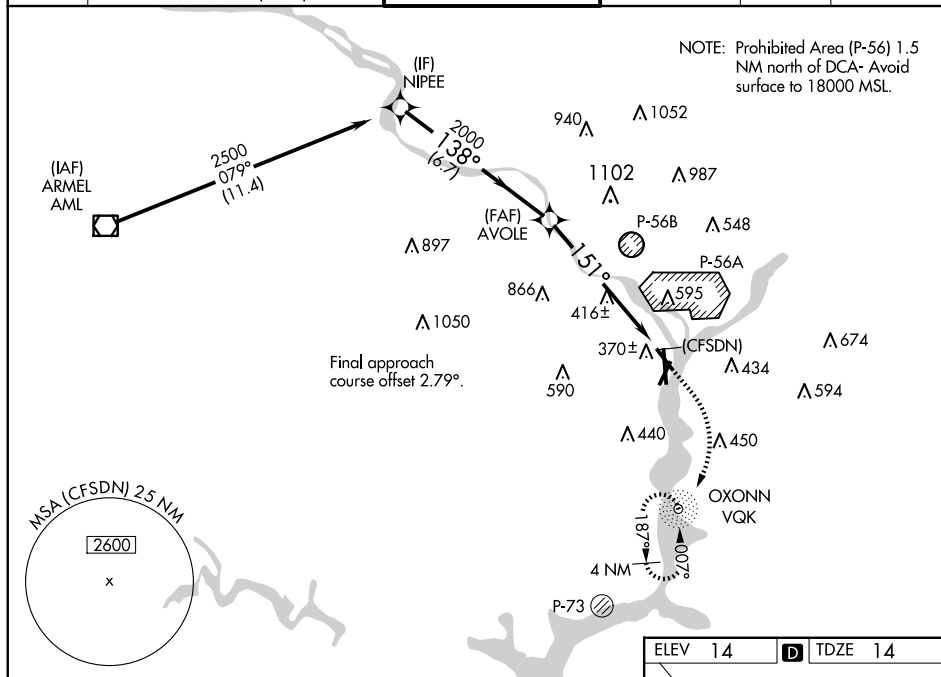 NOTE: Prohibited Area (P-56) 1.5
NM north of DCA- Avoid
surface to 18000 MSL.
(IF)
NIPEE
2000
138°
(6.7)
940
1052
2500
079°
(11.4)
(IAF)
ARMEL
AML
1102
987
(FAF)
AVOLE
P-56B
548
897
151°
P-56A
866
416±
595
1050
370±
(CFSDN)
674
Final approach
course offset 2.79°.
434
590
594
440
450
MSA (CFSDN) 25 NM
2600
x
OXONN
VQK
187°
007°
4 NM
P-73
ELEV 14
D
TDZE 14